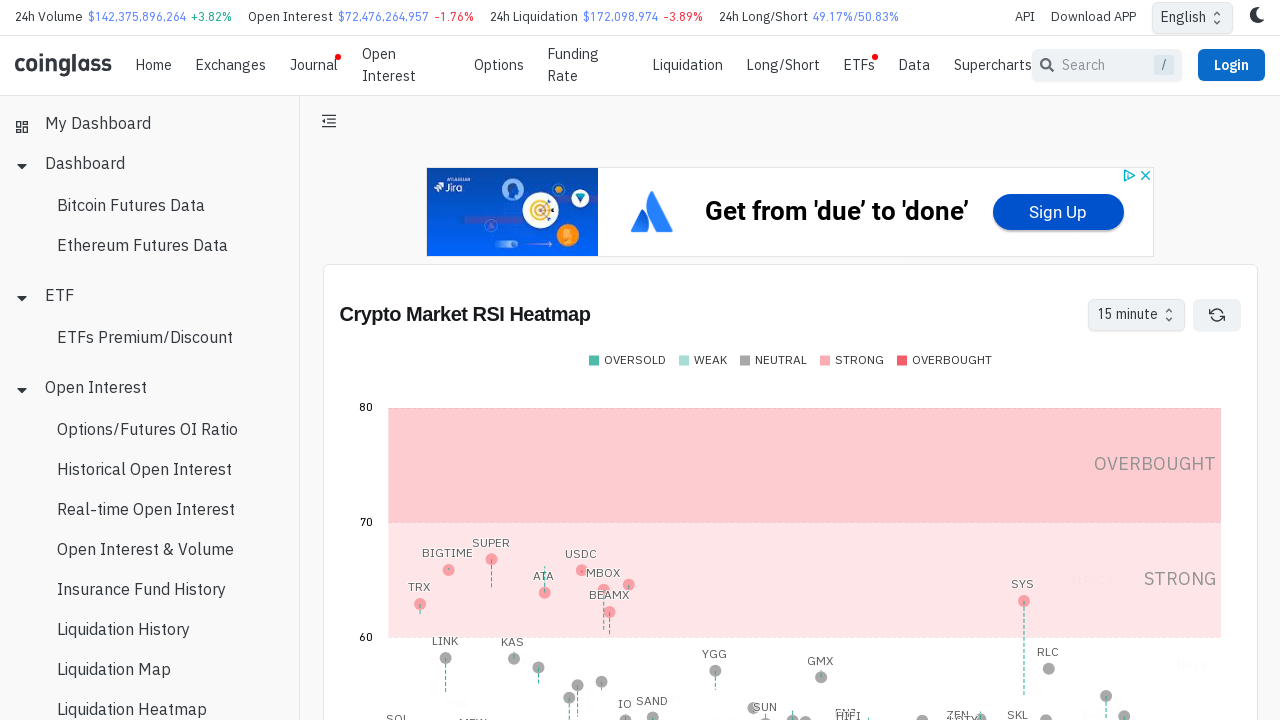 24h Volume $142,375,896,264 +3.82% Open Interest $72,476,264,957 -1.76% 24h Liquidation $172,098,974 -3.89% 24h Long/Short 49.17%/50.83% API Download APP English
coinglass Home Exchanges Journal Open Interest Options Funding Rate Liquidation Long/Short ETFs Data Supercharts Search / Login
My Dashboard
Dashboard
Bitcoin Futures Data
Ethereum Futures Data
ETF
ETFs Premium/Discount
Open Interest
Options/Futures OI Ratio
Historical Open Interest
Real-time Open Interest
Open Interest & Volume
Insurance Fund History
Liquidation History
Liquidation Map
Liquidation Heatmap
ATLASSIAN
Jira
Get from 'due’ to 'done’
Sign Up
Crypto Market RSI Heatmap
15 minute
OVERSOLD WEAK NEUTRAL STRONG OVERBOUGHT
80
OVERBOUGHT
70
SUPER
BIGTIME
USDC
MBOX
ATA
STRONG
SYS
TRX
BEAMX
60
LINK
KAS
RLC
YGG
GMX
IO
SAND
SUN
HIFI
ZEN
SKL
SOL